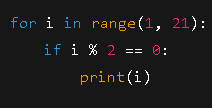 for i in range(1, 21):
    if i % 2 == 0:
        print(i)